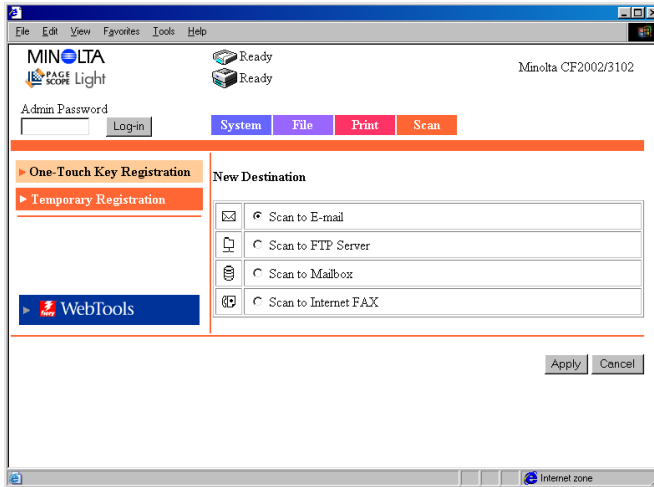 File Edit View Favorites Tools Help
MINOLTA
PAGE SCOPE Light
Ready
Ready
Minolta CF2002/3102
Admin Password
Log-in
System File Print Scan
One-Touch Key Registration
Temporary Registration
New Destination
Scan to E-mail
Scan to FTP Server
Scan to Mailbox
Scan to Internet FAX
fiery WebTools
Apply Cancel
Internet zone